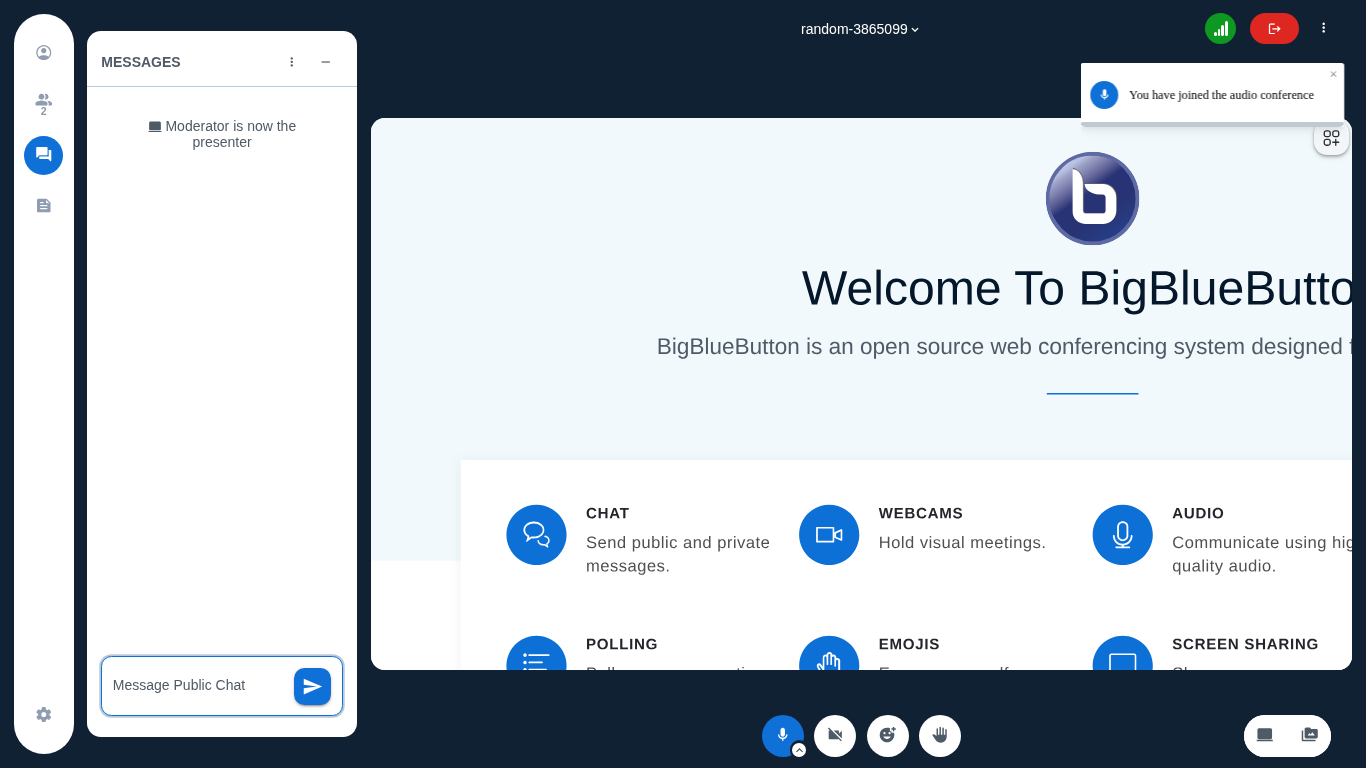 random-3865099
MESSAGES
2
Moderator is now the
presenter
You have joined the audio conference
Welcome To BigBlueButto
BigBlueButton is an open source web conferencing system designed
CHAT
Send public and private
messages.
WEBCAMS
Hold visual meetings.
AUDIO
Communicate using hig
quality audio.
POLLING
EMOJIS
SCREEN SHARING
Message Public Chat